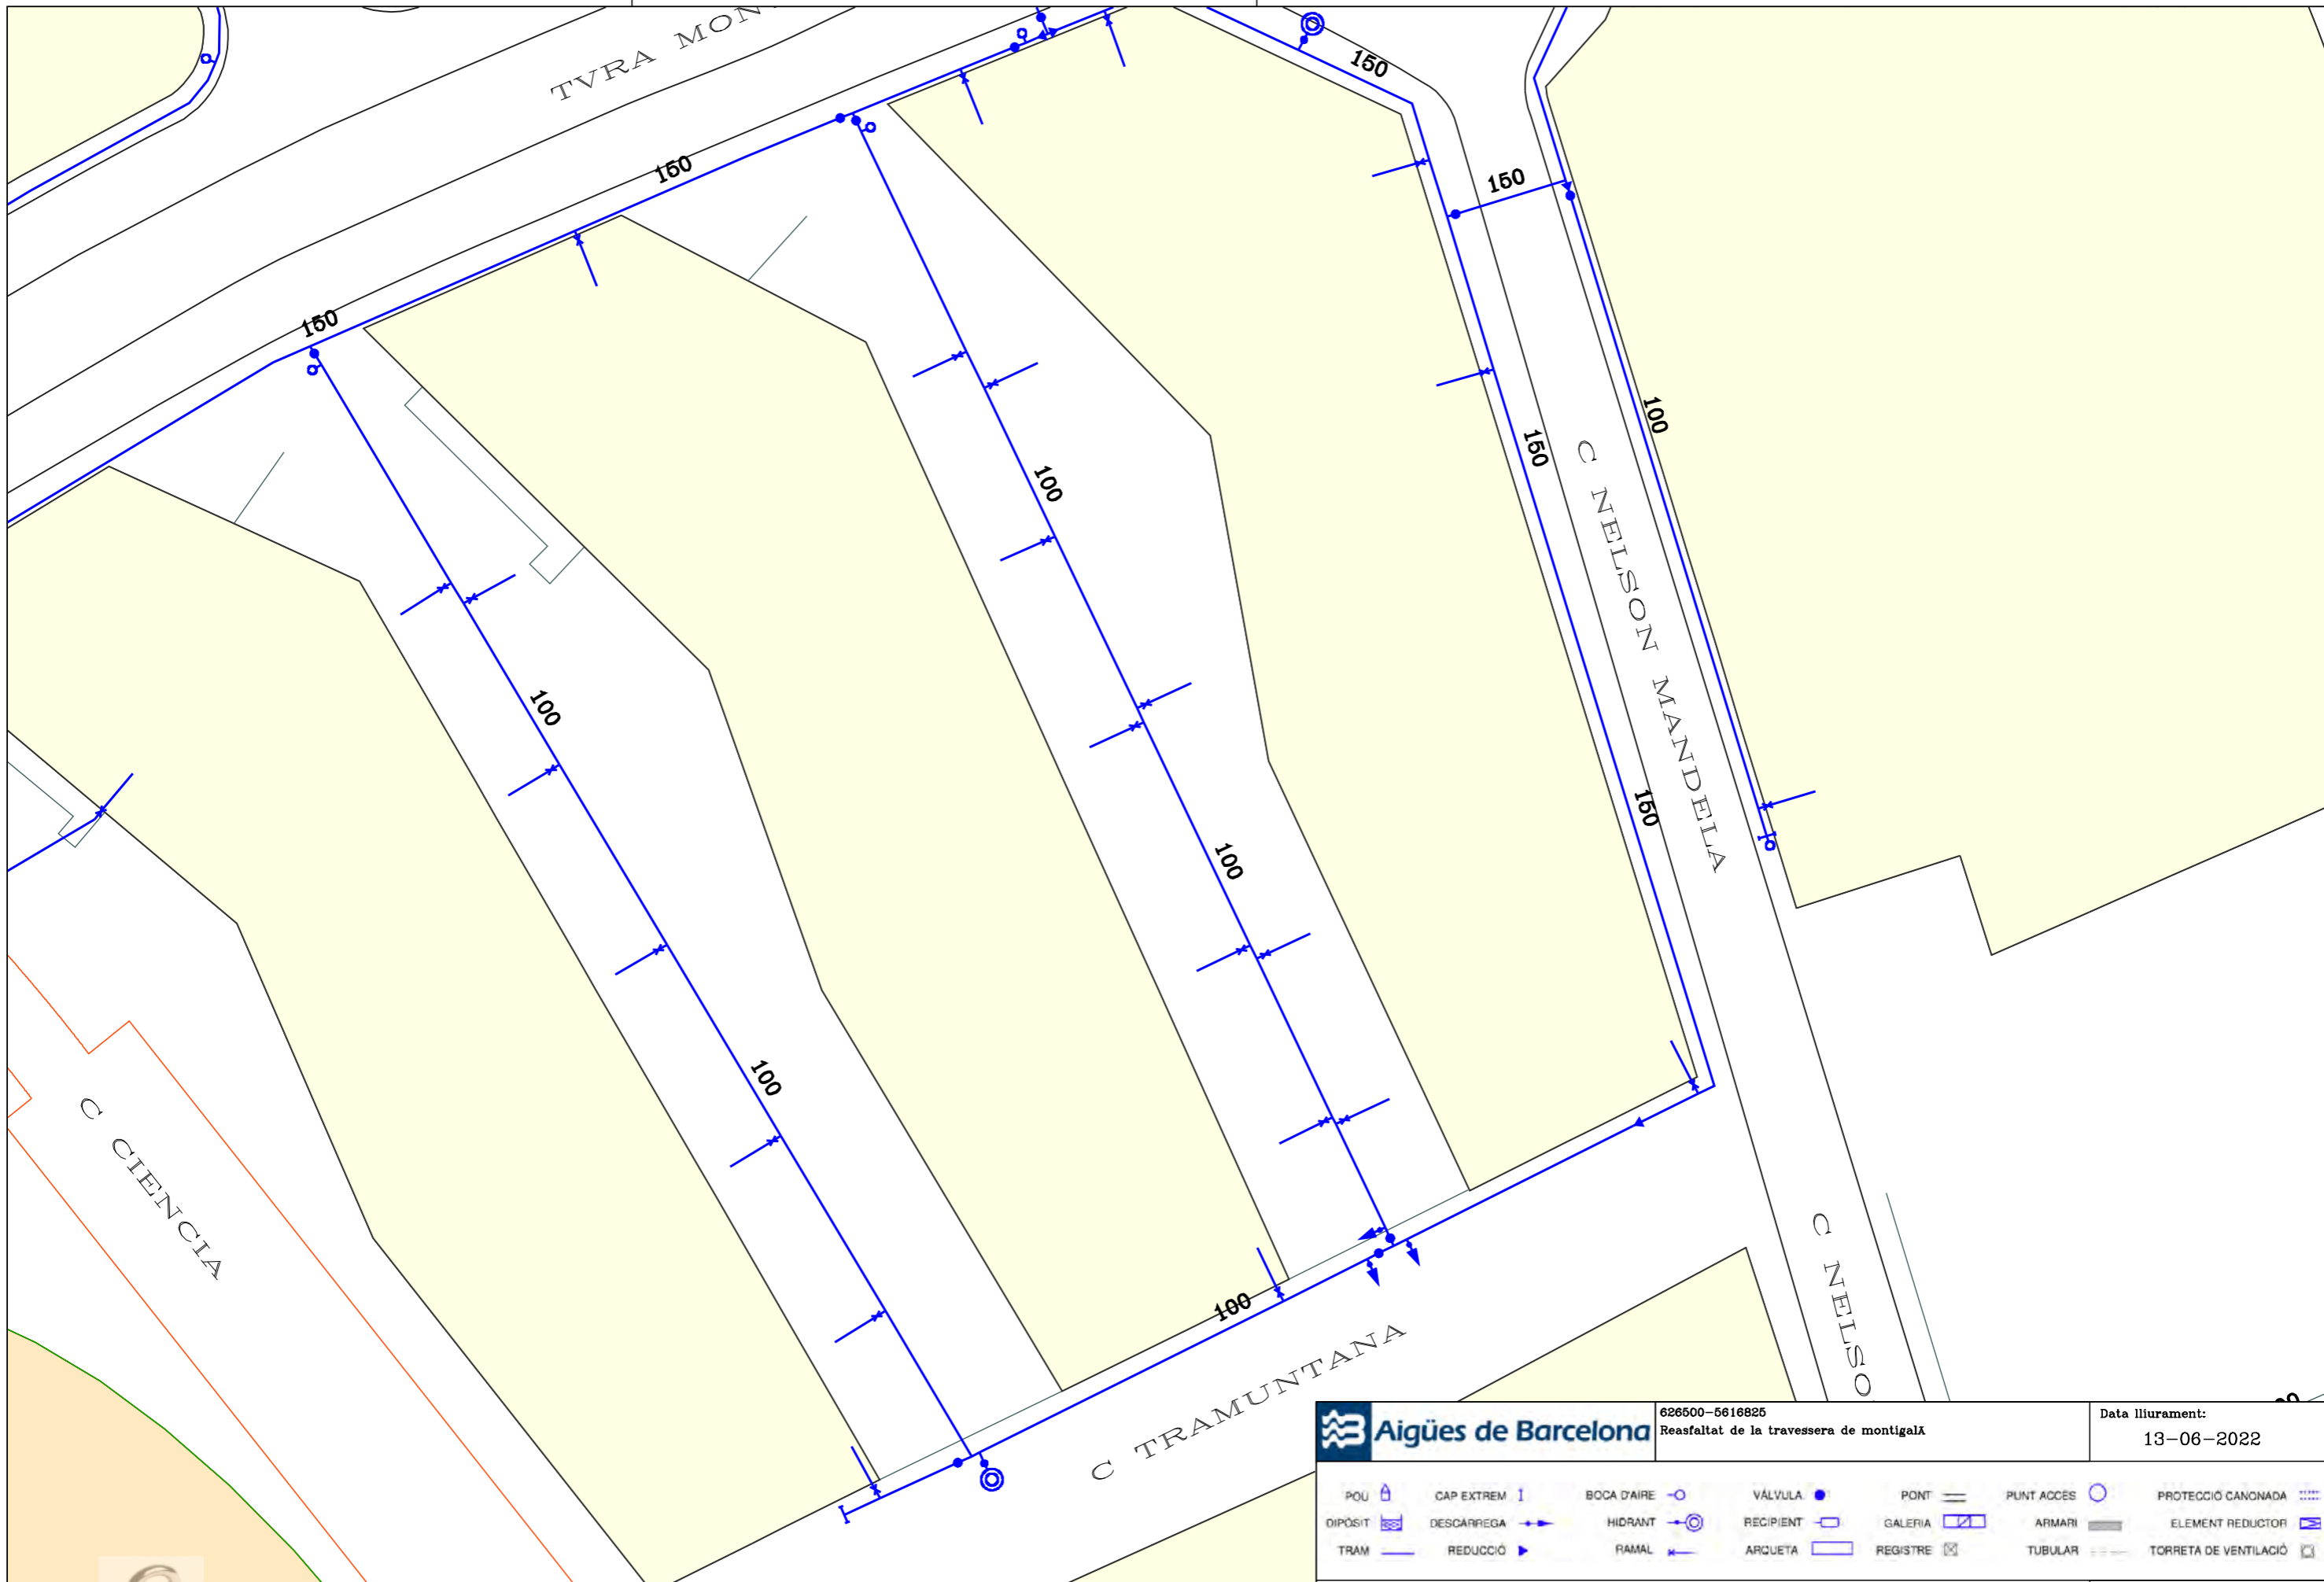 TVRA MON
150
150
150
150
150
100
C NELSON MANDELA
100
100
150
100
100
C CIENCIA
100
C TRAMUNTANA
C NELSO
Aigües de Barcelona
626500-5616825
Reasfaltat de la travessera de montigalÀ
Data lliurament:
13-06-2022
POU
CAP EXTREM
BOCA D'AIRE
VÀLVULA
PONT
PUNT ACCÉS
PROTECCIÓ CANONADA
DIPÒSIT
DESCÀRREGA
HIDRANT
RECIPIENT
GALERIA
ARMARI
ELEMENT REDUCTOR
TRAM
REDUCCIÓ
RAMAL
ARQUETA
REGISTRE
TUBULAR
TORRETA DE VENTILACIÓ